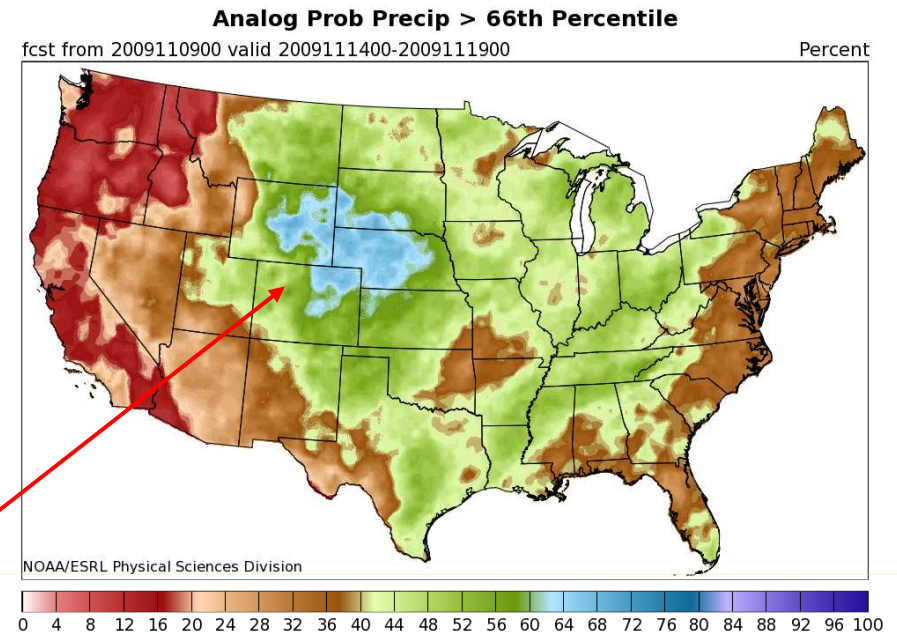 Analog Prob Precip > 66th Percentile
fcst from 2009110900 valid 2009111400-2009111900 Percent
NOAA/ESRL Physical Sciences Division
0 4 8 12 16 20 24 28 32 36 40 44 48 52 56 60 64 68 72 76 80 84 88 92 96 100